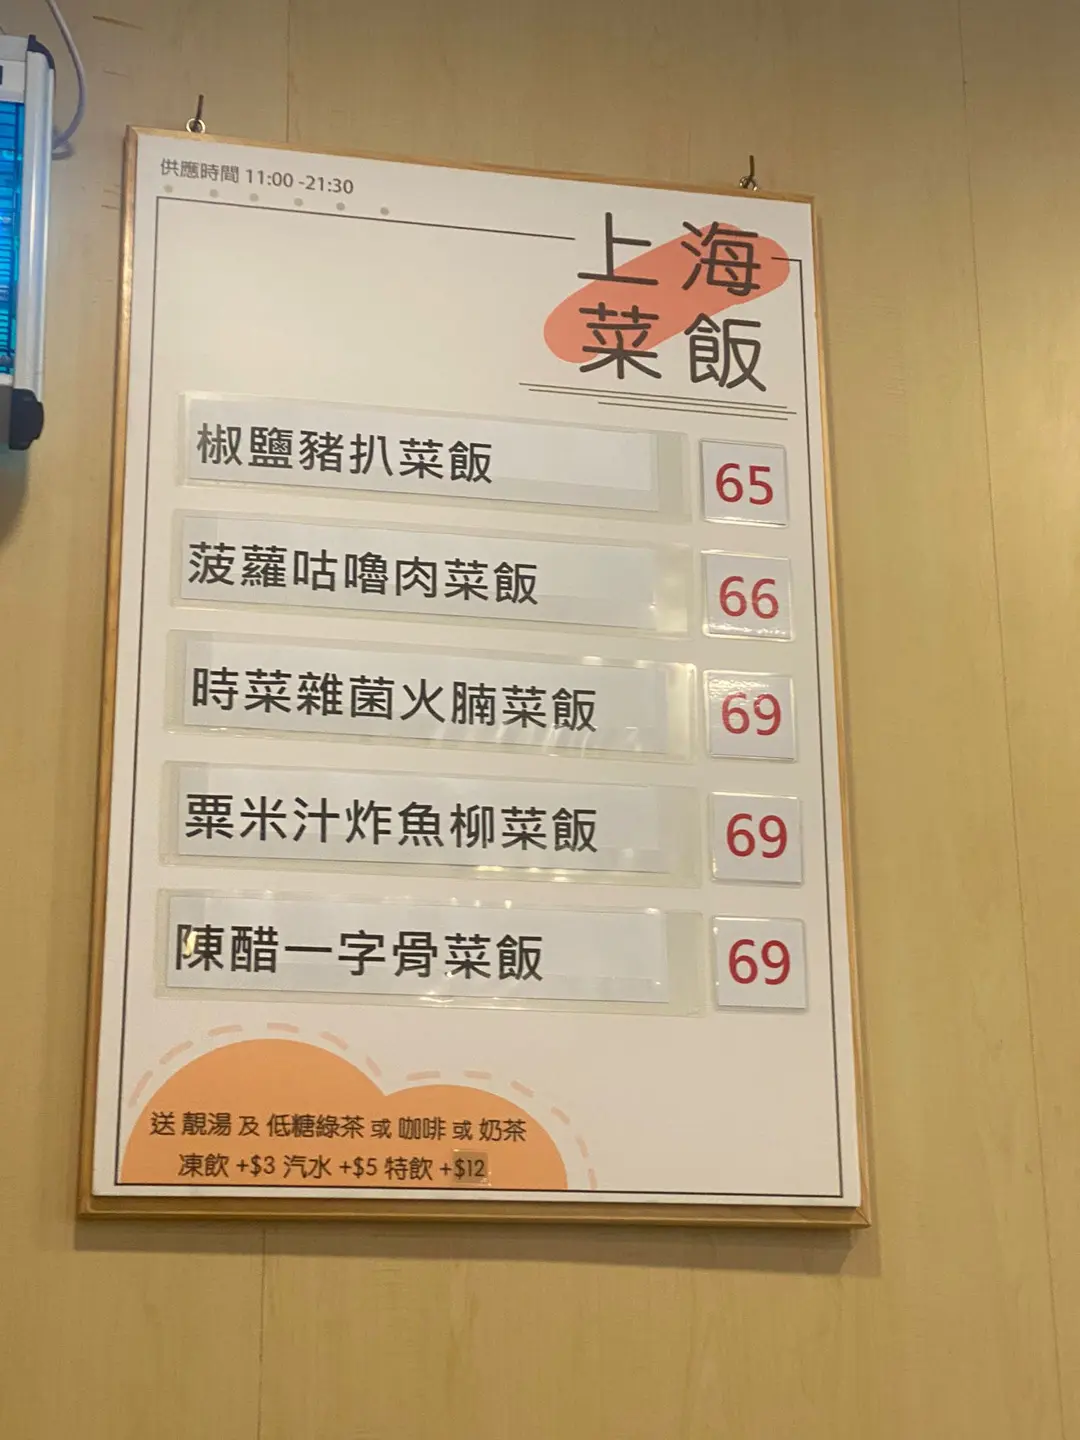 供應時間 11:00 -21:30
上海
菜飯
椒鹽豬扒菜飯 65
菠蘿咕嚕肉菜飯 66
時菜雜菌火腩菜飯 69
粟米汁炸魚柳菜飯 69
陳醋一字骨菜飯 69
送 靚湯 及 低糖綠茶 或 咖啡 或 奶茶
凍飲 +$3 汽水 +$5 特飲 +$12